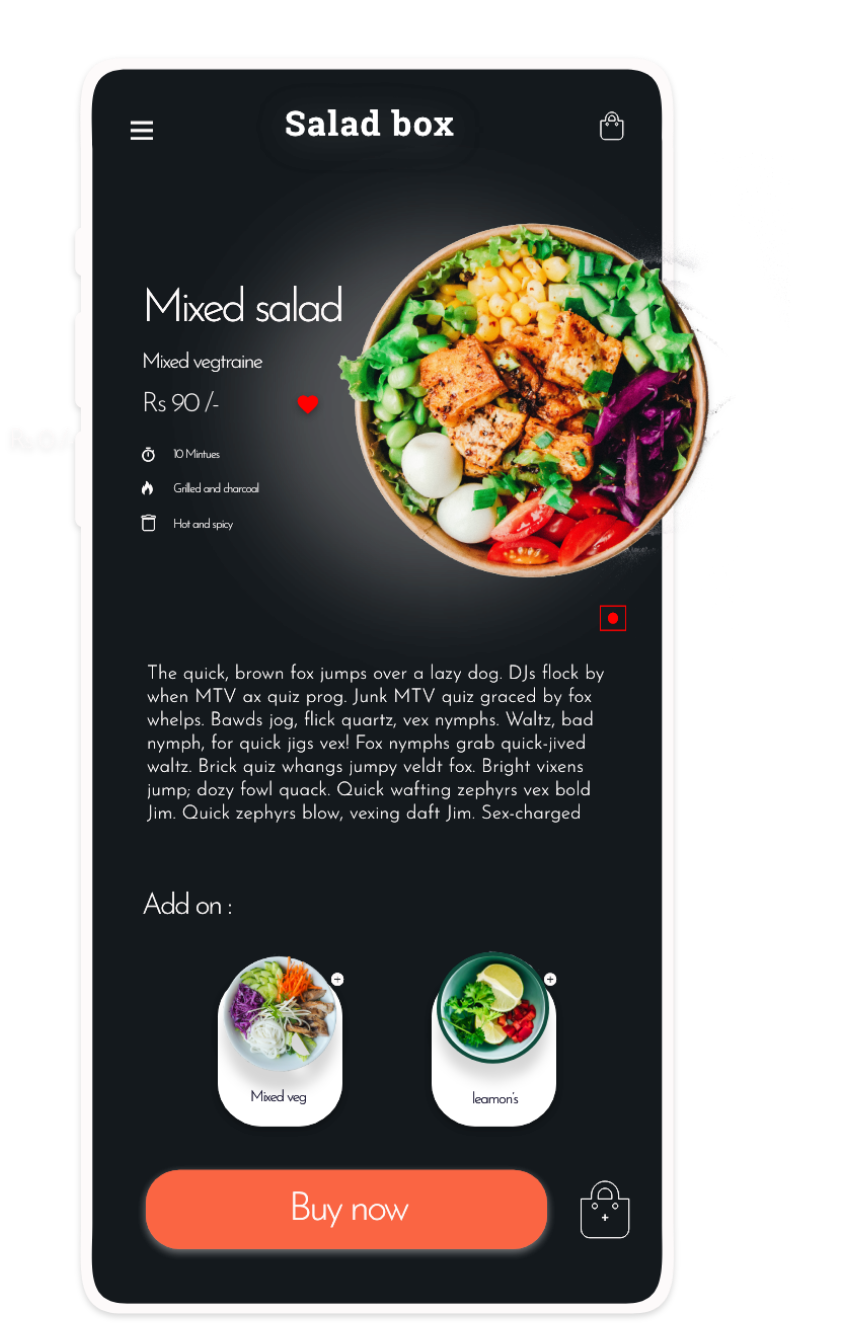 Salad box
Mixed salad
Mixed vegtraine
Rs 90 /-
10 Mintues
Grilled and charcoal
Hot and spicy
The quick, brown fox jumps over a lazy dog. DJs flock by
when MTV ax quiz prog. Junk MTV quiz graced by fox
whelps. Bawds jog, flick quartz, vex nymphs. Waltz, bad
nymph, for quick jigs vex! Fox nymphs grab quick-jived
waltz. Brick quiz whangs jumpy veldt fox. Bright vixens
jump; dozy fowl quack. Quick wafting zephyrs vex bold
Jim. Quick zephyrs blow, vexing daft Jim. Sex-charged
Add on :
Mixed veg
leamon's
Buy now